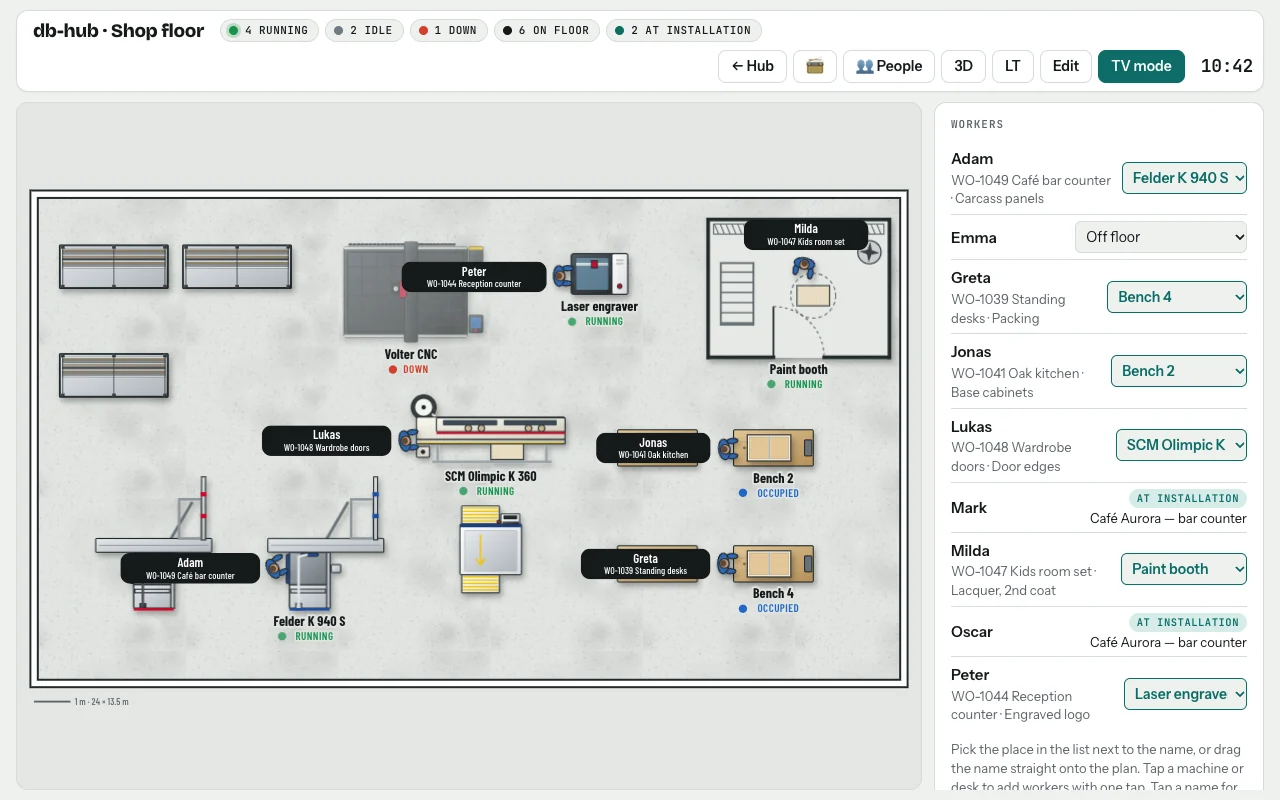 db-hub · Shop floor
4 RUNNING
2 IDLE
1 DOWN
6 ON FLOOR
2 AT INSTALLATION
← Hub
People
3D
LT
Edit
TV mode
10:42
Milda
WO-1047 Kids room set
Peter
WO-1044 Reception counter
Laser engraver
RUNNING
Volter CNC
DOWN
Paint booth
RUNNING
Lukas
WO-1048 Wardrobe doors
Jonas
WO-1041 Oak kitchen
SCM Olimpic K 360
RUNNING
Bench 2
OCCUPIED
Adam
WO-1049 Café bar counter
Greta
WO-1039 Standing desks
Felder K 940 S
RUNNING
Bench 4
OCCUPIED
1 m · 24 × 13.5 m
WORKERS
Adam
WO-1049 Café bar counter
· Carcass panels
Felder K 940 S
Emma
Off floor
Greta
WO-1039 Standing
desks · Packing
Bench 4
Jonas
WO-1041 Oak kitchen ·
Base cabinets
Bench 2
Lukas
WO-1048 Wardrobe
doors · Door edges
SCM Olimpic K
Mark
AT INSTALLATION
Café Aurora — bar counter
Milda
WO-1047 Kids room set ·
Lacquer, 2nd coat
Paint booth
Oscar
AT INSTALLATION
Café Aurora — bar counter
Peter
WO-1044 Reception
counter · Engraved logo
Laser engrave
Pick the place in the list next to the name, or drag
the name straight onto the plan. Tap a machine or
desk to add workers with one tap. Tap a name for